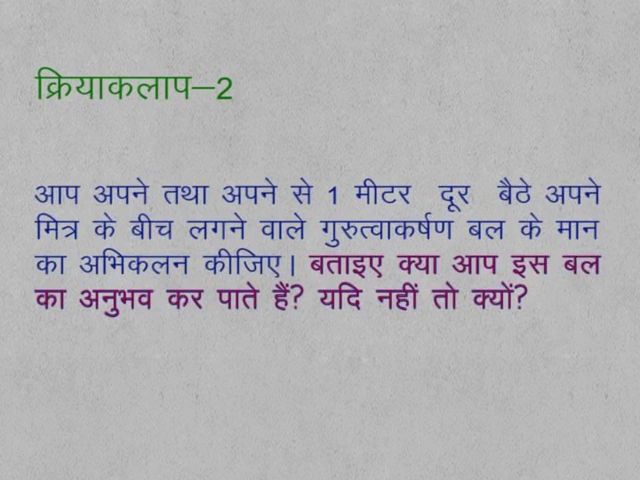 क्रियाकलाप–2
आप अपने तथा अपने से 1 मीटर दूर बैठे अपने
मित्र के बीच लगने वाले गुरुत्वाकर्षण बल के मान
का अभिकलन कीजिए। बताइए क्या आप इस बल
का अनुभव कर पाते हैं? यदि नहीं तो क्यों?